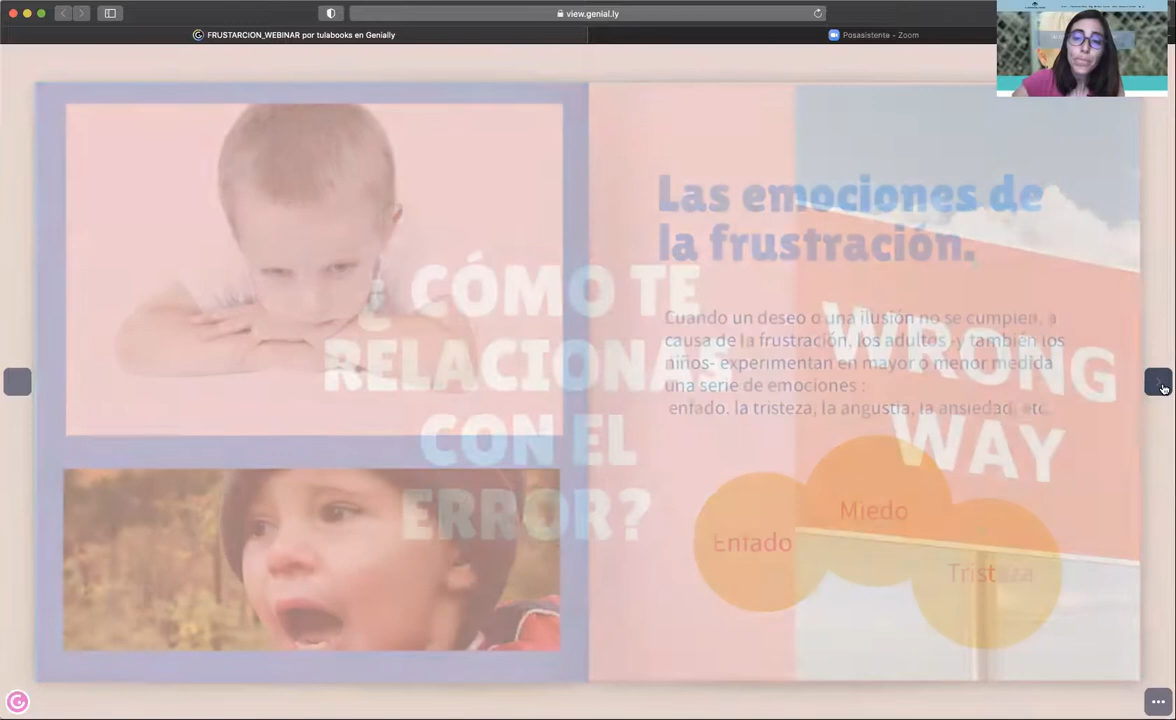 view.genial.ly
FRUSTARCION_WEBINAR por tulabooks en Genially
Posasistente - Zoom
Las emociones de
la frustración.
Cuando un deseo o una ilusión no se cumplen, a
causa de la frustración, los adultos -y también los
niños- experimentan en mayor o menor medida
una serie de emociones :
enfado, la tristeza, la angustia, la ansiedad, etc.
Enfado
Miedo
Tristeza
¿ CÓMO TE
RELACIONAS
CON EL
ERROR?
WRONG
WAY